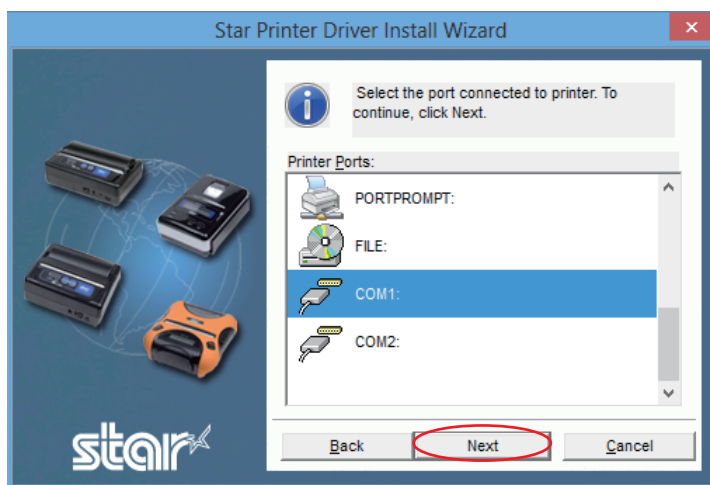 Star Printer Driver Install Wizard
Select the port connected to printer. To
continue, click Next.
Printer Ports:
PORTPROMPT:
FILE:
COM1:
COM2:
star
Back
Next
Cancel